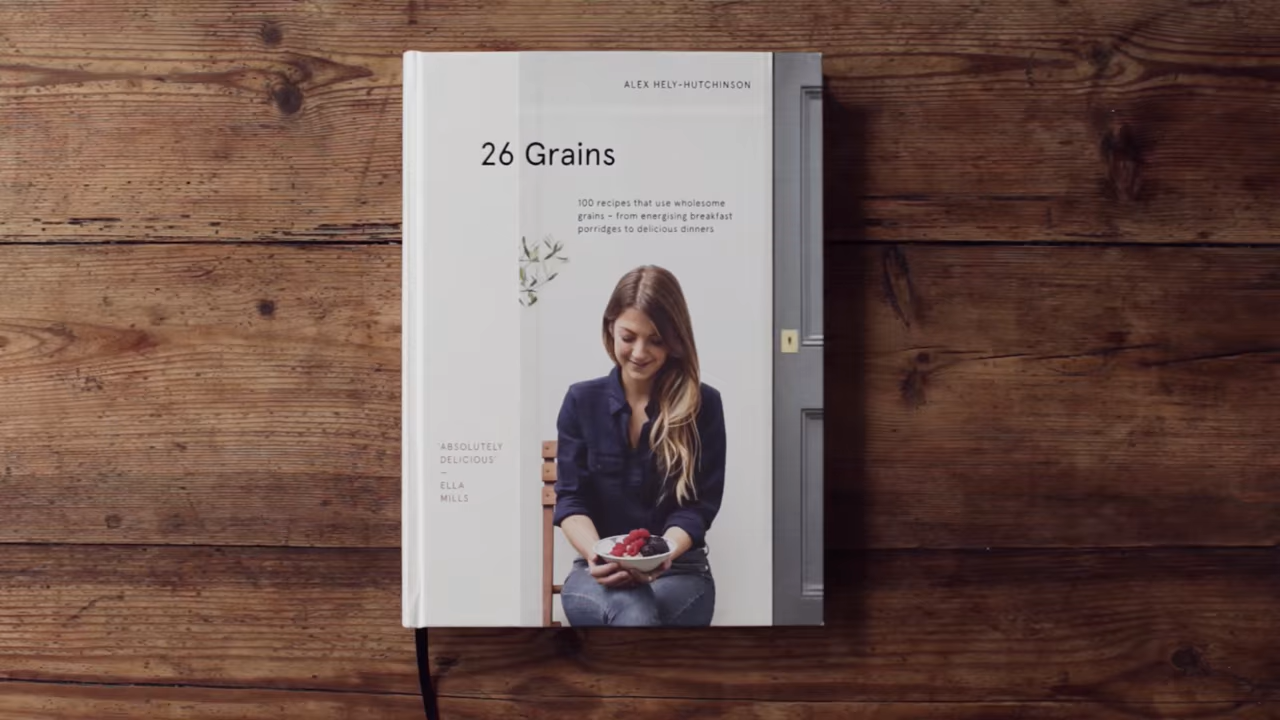 ALEX HELY-HUTCHINSON
26 Grains
100 recipes that use wholesome
grains – from energising breakfast
porridges to delicious dinners
'ABSOLUTELY
DELICIOUS'
–
ELLA
MILLS